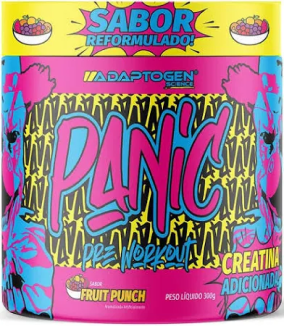 SABOR
REFORMULADO!
ADAPTOGEN
SCIENCE
PANIC
PRE WORKOUT
SABOR
FRUIT PUNCH
PESO LÍQUIDO 300g
CREATINA
ADICIONADA